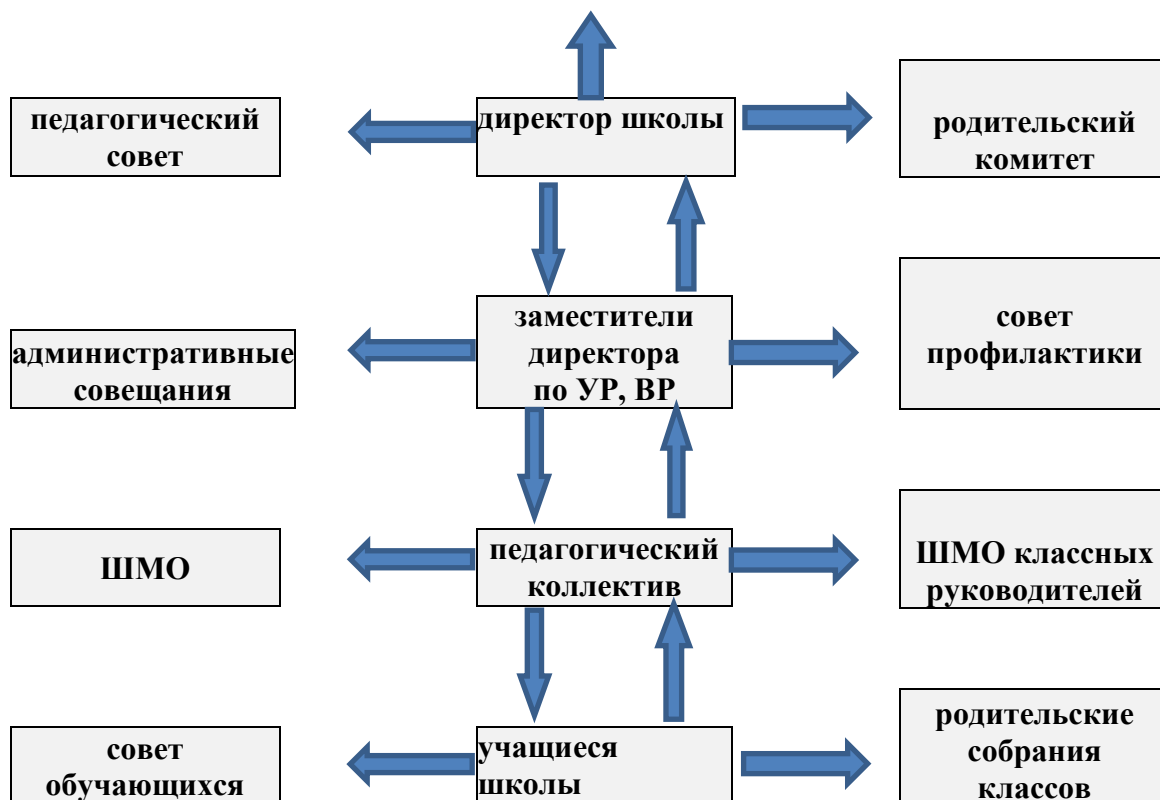 педагогический
совет
директор школы
родительский
комитет
административные
совещания
заместители
директора
по УР, ВР
совет
профилактики
ШМО
педагогический
коллектив
ШМО классных
руководителей
совет
обучающихся
учащиеся
школы
родительские
собрания
классов